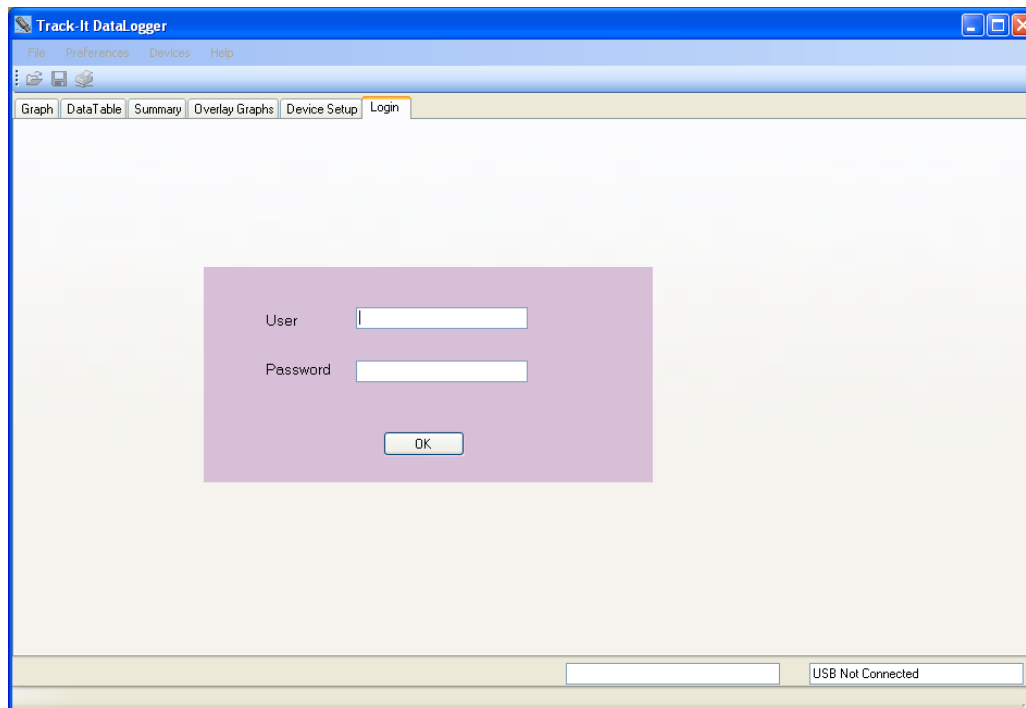 Track-It DataLogger
File Preferences Devices Help
Graph DataTable Summary Overlay Graphs Device Setup Login
User
Password
OK
USB Not Connected